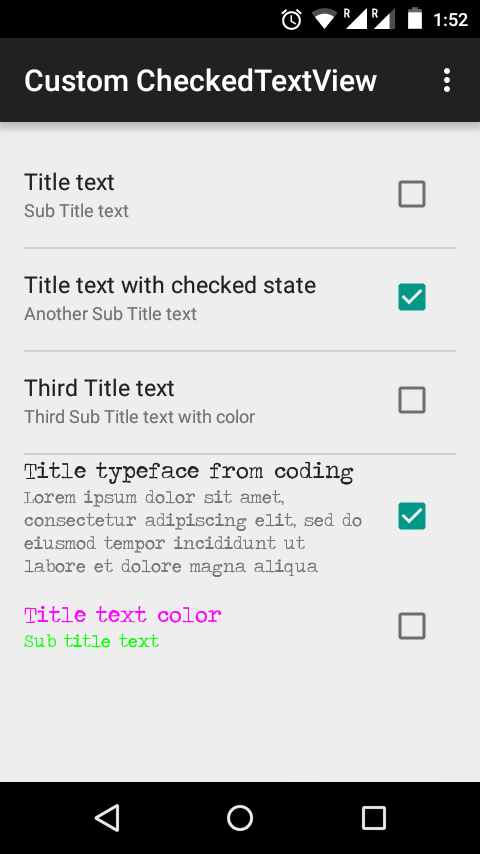 R R 1:52
Custom CheckedTextView
Title text
Sub Title text
Title text with checked state
Another Sub Title text
Third Title text
Third Sub Title text with color
Title typeface from coding
Lorem ipsum dolor sit amet,
consectetur adipiscing elit, sed do
eiusmod tempor incididunt ut
labore et dolore magna aliqua
Title text color
Sub title text